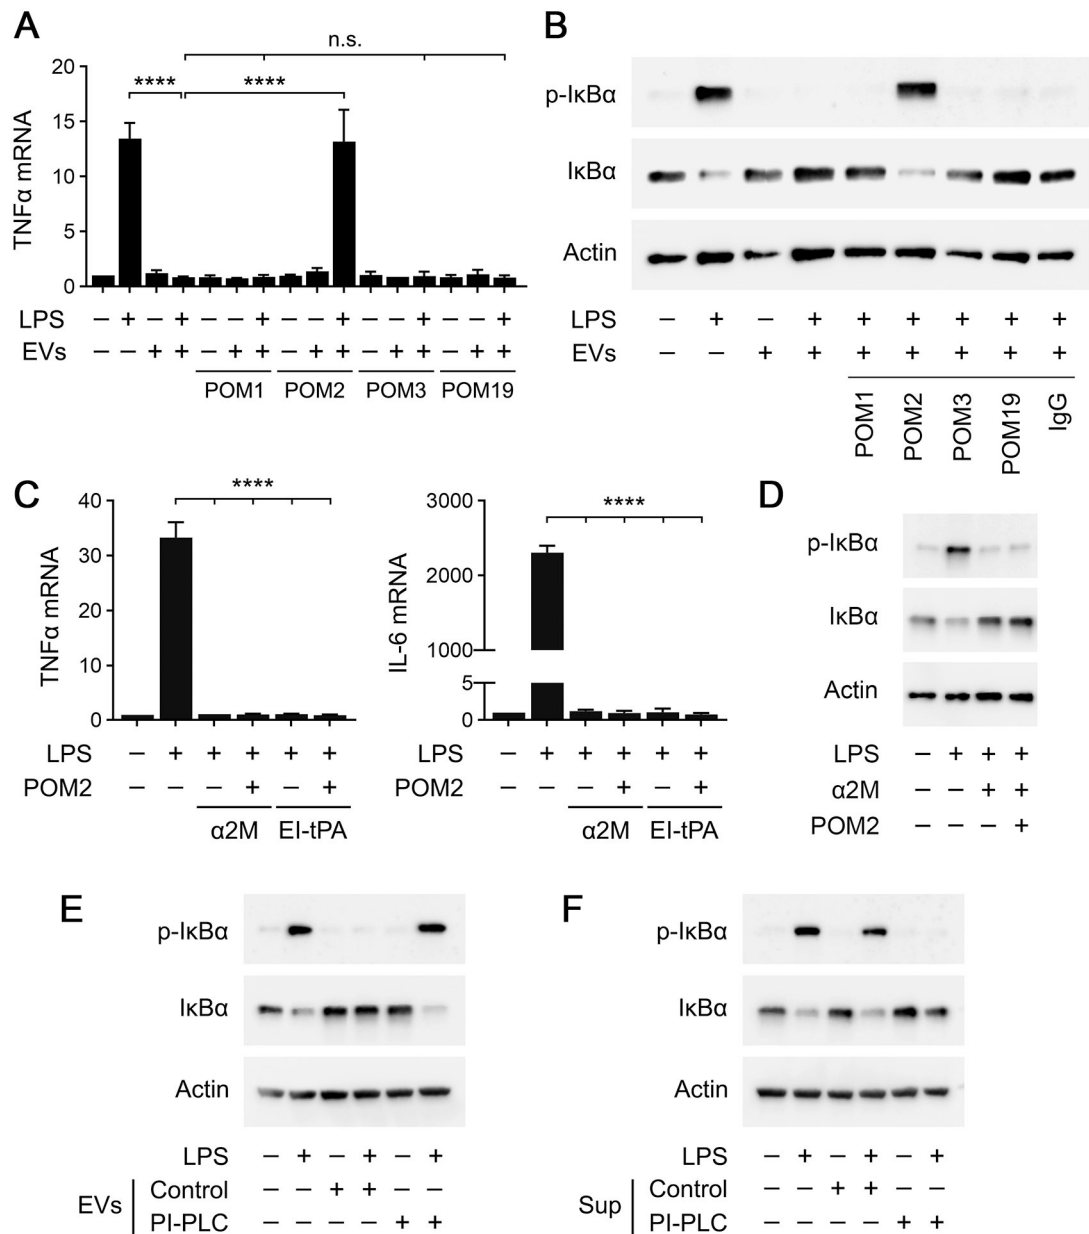 A
n.s.
**** ****
20
15
10
5
0
TNFα mRNA
LPS – + – + – – + – – + – – + – – +
EVs – – + + – + + – + + – + + – + +
POM1 POM2 POM3 POM19
B
p-IκBα
IκBα
Actin
LPS – + – + + + + + +
EVs – – + + + + + + +
POM1 POM2 POM3 POM19 IgG
C
****
40
30
20
10
0
TNFα mRNA
LPS – + + + + +
POM2 – – – + – +
α2M EI-tPA
****
3000
2000
1000
5
0
IL-6 mRNA
LPS – + + + + +
POM2 – – – + – +
α2M EI-tPA
D
p-IκBα
IκBα
Actin
LPS – + + +
α2M – – + +
POM2 – – – +
E
p-IκBα
IκBα
Actin
LPS – + – + – +
EVs
Control – – + + – –
PI-PLC – – – – + +
F
p-IκBα
IκBα
Actin
LPS – + – + – +
Sup
Control – – + + – –
PI-PLC – – – – + +